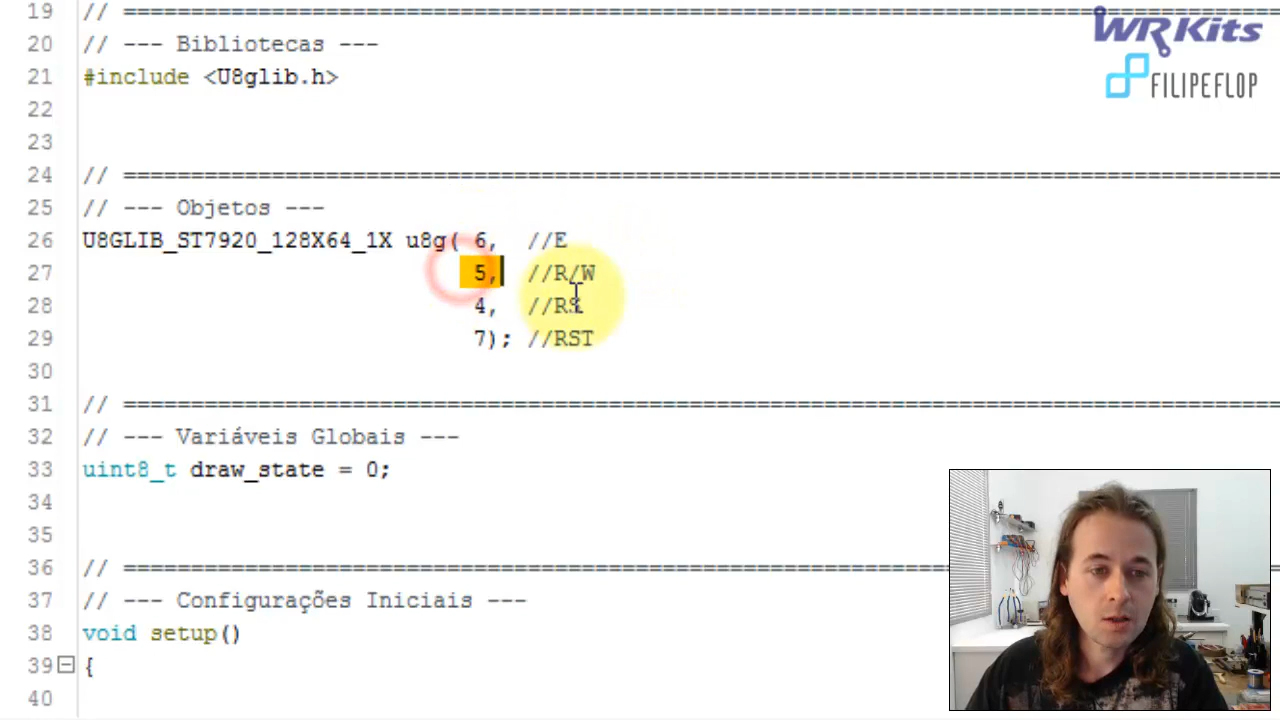 19 // ==========================================================================================
20 // --- Bibliotecas ---
21 #include <U8glib.h>
22
23
24 // ==========================================================================================
25 // --- Objetos ---
26 U8GLIB_ST7920_128X64_1X u8g( 6, //E
27 5, //R/W
28 4, //RS
29 7); //RST
30
31 // ==========================================================================================
32 // --- Variáveis Globais ---
33 uint8_t draw_state = 0;
34
35
36 // ==========================================================================================
37 // --- Configurações Iniciais ---
38 void setup()
39 {
40
WR Kits
FILIPEFLOP